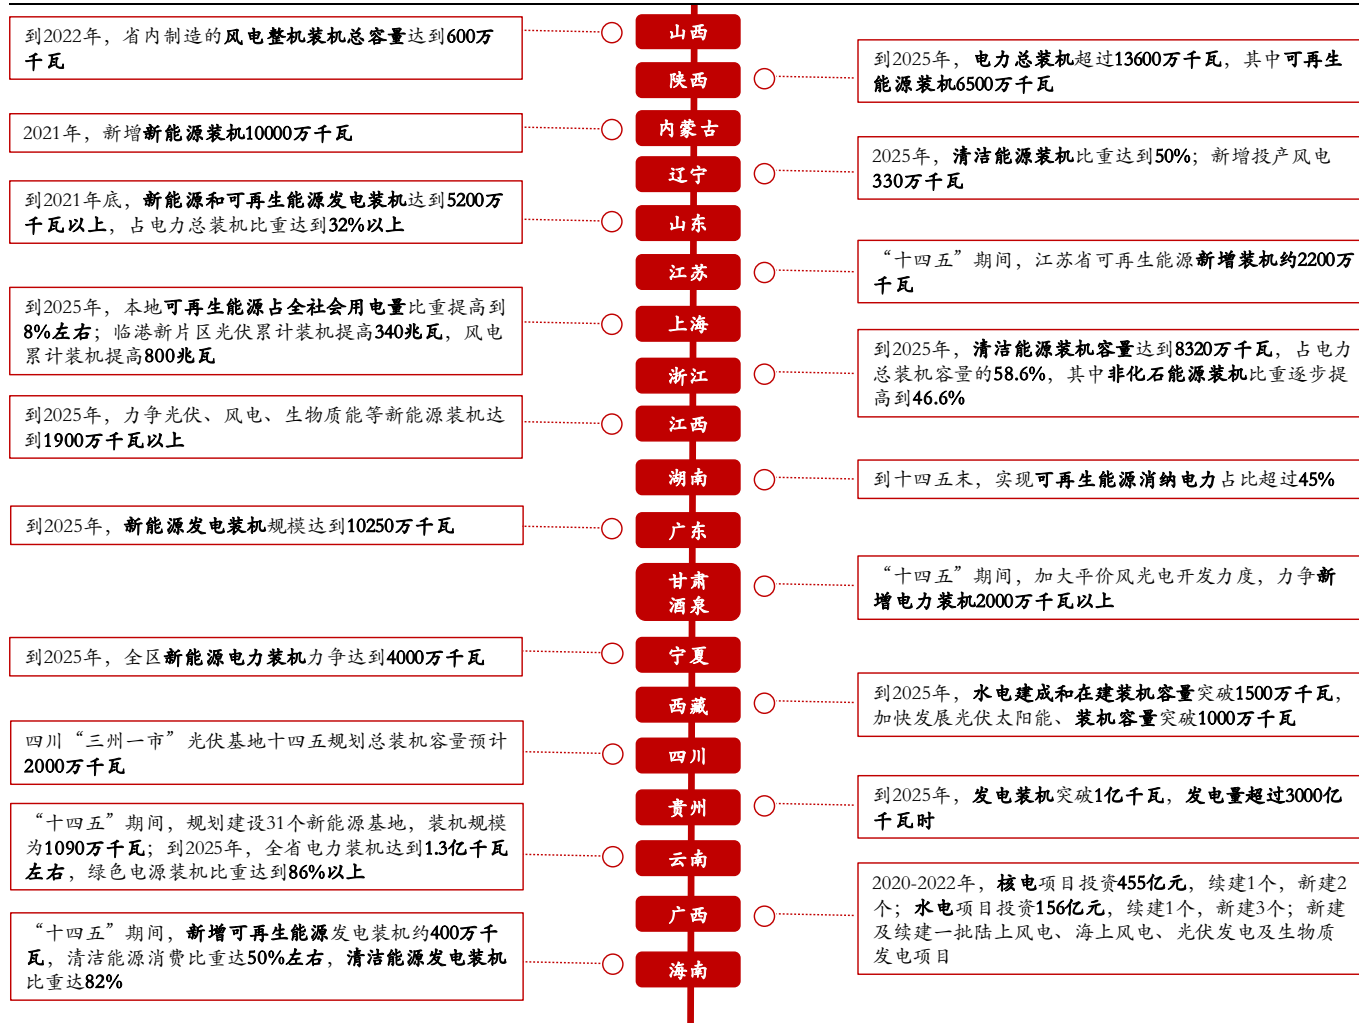 到2022年，省内制造的风电整机装机总容量达到600万
千瓦
山西
陕西
到2025年，电力总装机超过13600万千瓦，其中可再生
能源装机6500万千瓦
2021年，新增新能源装机10000万千瓦
内蒙古
辽宁
2025年，清洁能源装机比重达到50%；新增投产风电
330万千瓦
到2021年底，新能源和可再生能源发电装机达到5200万
千瓦以上，占电力总装机比重达到32%以上
山东
江苏
“十四五”期间，江苏省可再生能源新增装机约2200万
千瓦
到2025年，本地可再生能源占全社会用电量比重提高到
8%左右；临港新片区光伏累计装机提高340兆瓦，风电
累计装机提高800兆瓦
上海
浙江
到2025年，清洁能源装机容量达到8320万千瓦，占电力
总装机容量的58.6%，其中非化石能源装机比重逐步提
高到46.6%
到2025年，力争光伏、风电、生物质能等新能源装机达
到1900万千瓦以上
江西
湖南
到十四五末，实现可再生能源消纳电力占比超过45%
到2025年，新能源发电装机规模达到10250万千瓦
广东
甘肃
酒泉
“十四五”期间，加大平价风光电开发力度，力争新
增电力装机2000万千瓦以上
到2025年，全区新能源电力装机力争达到4000万千瓦
宁夏
西藏
到2025年，水电建成和在建装机容量突破1500万千瓦，
加快发展光伏太阳能、装机容量突破1000万千瓦
四川“三州一市”光伏基地十四五规划总装机容量预计
2000万千瓦
四川
贵州
到2025年，发电装机突破1亿千瓦，发电量超过3000亿
千瓦时
“十四五”期间，规划建设31个新能源基地，装机规模
为1090万千瓦；到2025年，全省电力装机达到1.3亿千瓦
左右，绿色电源装机比重达到86%以上
云南
广西
2020-2022年，核电项目投资455亿元，续建1个，新建2
个；水电项目投资156亿元，续建1个，新建3个；新建
及续建一批陆上风电、海上风电、光伏发电及生物质
发电项目
“十四五”期间，新增可再生能源发电装机约400万千
瓦，清洁能源消费比重达50%左右，清洁能源发电装机
比重达82%
海南